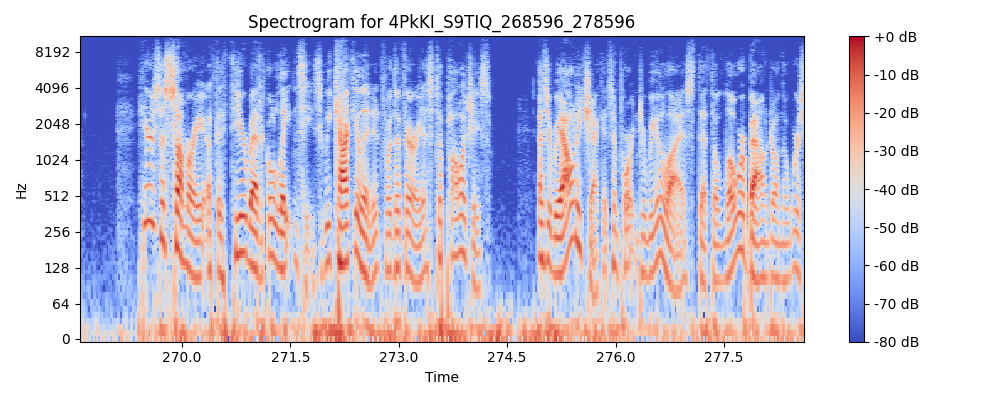 Spectrogram for 4PkKI_S9TIQ_268596_278596
Hz
8192
4096
2048
1024
512
256
128
64
0
270.0 271.5 273.0 274.5 276.0 277.5
Time
+0 dB
-10 dB
-20 dB
-30 dB
-40 dB
-50 dB
-60 dB
-70 dB
-80 dB